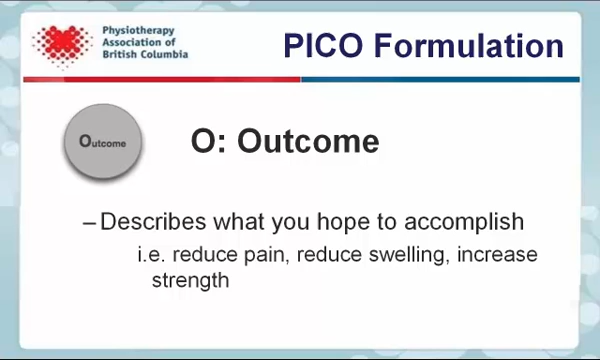 Physiotherapy
Association of
British Columbia
PICO Formulation
Outcome
O: Outcome
– Describes what you hope to accomplish
i.e. reduce pain, reduce swelling, increase
strength